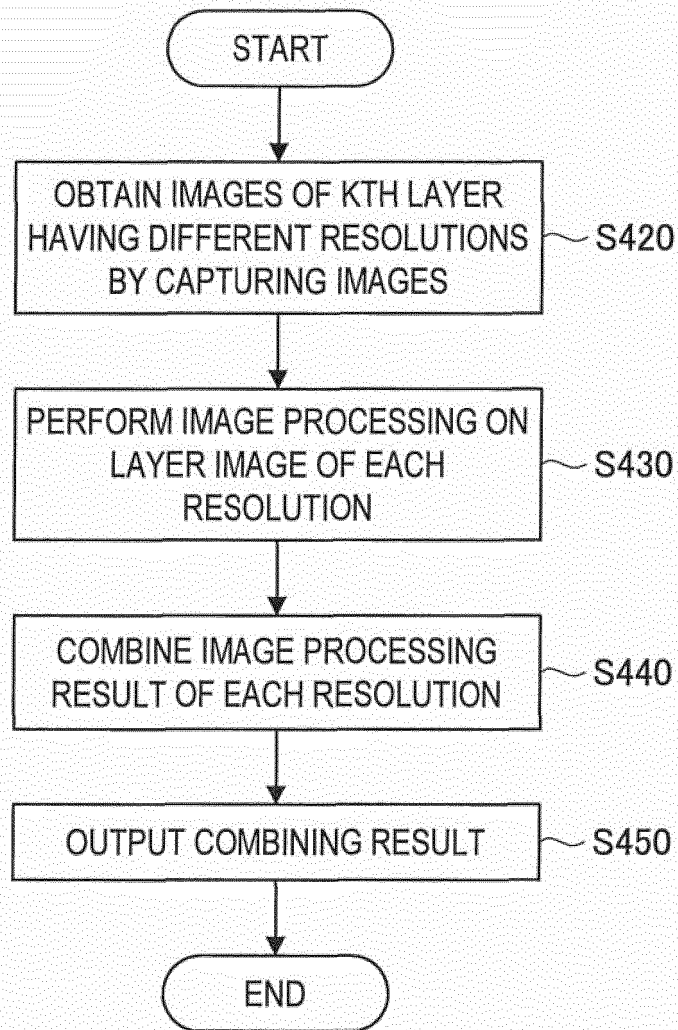 START
OBTAIN IMAGES OF KTH LAYER
HAVING DIFFERENT RESOLUTIONS
BY CAPTURING IMAGES
S420
PERFORM IMAGE PROCESSING ON
LAYER IMAGE OF EACH
RESOLUTION
S430
COMBINE IMAGE PROCESSING
RESULT OF EACH RESOLUTION
S440
OUTPUT COMBINING RESULT
S450
END